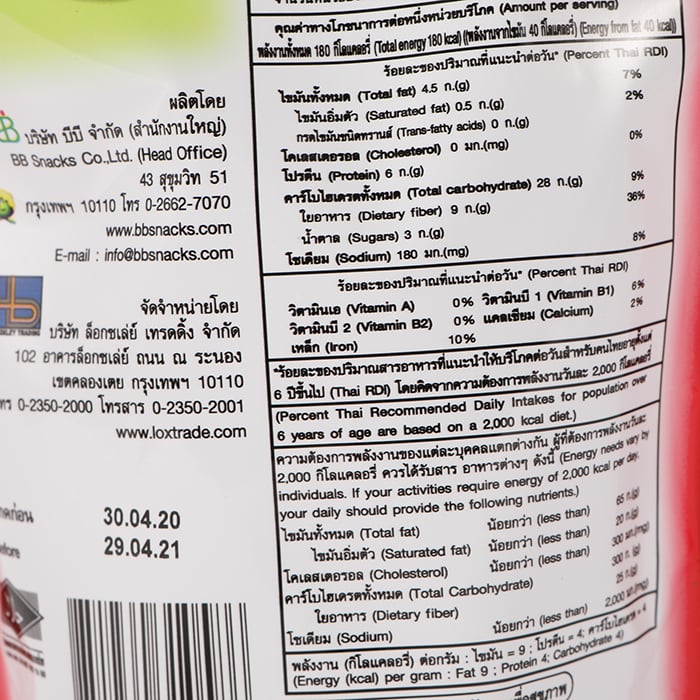 ผลิตโดย
บริษัท บีบี จำกัด (สำนักงานใหญ่)
BB Snacks Co.,Ltd. (Head Office)
43 สุขุมวิท 51
กรุงเทพฯ 10110 โทร 0-2662-7070
www.bbsnacks.com
E-mail : info@bbsnacks.com
จัดจำหน่ายโดย
บริษัท ล็อกซเล่ย์ เทรดดิ้ง จำกัด
102 อาคารล็อกซเล่ย์ ถนน ณ ระนอง
เขตคลองเตย กรุงเทพฯ 10110
0-2350-2000 โทรสาร 0-2350-2001
www.loxtrade.com
30.04.20
29.04.21
คุณค่าทางโภชนาการต่อหนึ่งหน่วยบริโภค (Amount per serving)
พลังงานทั้งหมด 180 กิโลแคลอรี่ (Total energy 180 kcal) (พลังงานจากไขมัน 40 กิโลแคลอรี่) (Energy from fat 40 kcal)
ร้อยละของปริมาณที่แนะนำต่อวัน* (Percent Thai RDI)
ไขมันทั้งหมด (Total fat) 4.5 ก.(g) 7%
ไขมันอิ่มตัว (Saturated fat) 0.5 ก.(g) 2%
กรดไขมันชนิดทรานส์ (Trans-fatty acids) 0 ก.(g)
โคเลสเตอรอล (Cholesterol) 0 มก.(mg) 0%
โปรตีน (Protein) 6 ก.(g)
คาร์โบไฮเดรตทั้งหมด (Total carbohydrate) 28 ก.(g) 9%
ใยอาหาร (Dietary fiber) 9 ก.(g) 36%
น้ำตาล (Sugars) 3 ก.(g)
โซเดียม (Sodium) 180 มก.(mg) 8%
ร้อยละของปริมาณที่แนะนำต่อวัน* (Percent Thai RDI)
วิตามินเอ (Vitamin A) 0% วิตามินบี 1 (Vitamin B1) 6%
วิตามินบี 2 (Vitamin B2) 0% แคลเซียม (Calcium) 2%
เหล็ก (Iron) 10%
*ร้อยละของปริมาณสารอาหารที่แนะนำให้บริโภคต่อวันสำหรับคนไทยอายุตั้งแต่
6 ปีขึ้นไป (Thai RDI) โดยคิดจากความต้องการพลังงานวันละ 2,000 กิโลแคลอรี่
(Percent Thai Recommended Daily Intakes for population over
6 years of age are based on a 2,000 kcal diet.)
ความต้องการพลังงานของแต่ละบุคคลแตกต่างกัน ผู้ที่ต้องการพลังงานวันละ
2,000 กิโลแคลอรี่ ควรได้รับสาร อาหารต่างๆ ดังนี้ (Energy needs vary by
individuals. If your activities require energy of 2,000 kcal per day,
your daily should provide the following nutrients.)
ไขมันทั้งหมด (Total fat) น้อยกว่า (less than) 65 ก.(g)
ไขมันอิ่มตัว (Saturated fat) น้อยกว่า (less than) 20 ก.(g)
โคเลสเตอรอล (Cholesterol) น้อยกว่า (less than) 300 มก.(mg)
คาร์โบไฮเดรตทั้งหมด (Total Carbohydrate) 300 ก.(g)
ใยอาหาร (Dietary fiber) 25 ก.(g)
โซเดียม (Sodium) น้อยกว่า (less than) 2,000 มก.(mg)
พลังงาน (กิโลแคลอรี่) ต่อกรัม : ไขมัน = 9 ; โปรตีน = 4; คาร์โบไฮเดรต = 4
(Energy (kcal) per gram : Fat 9 ; Protein 4; Carbohydrate 4)